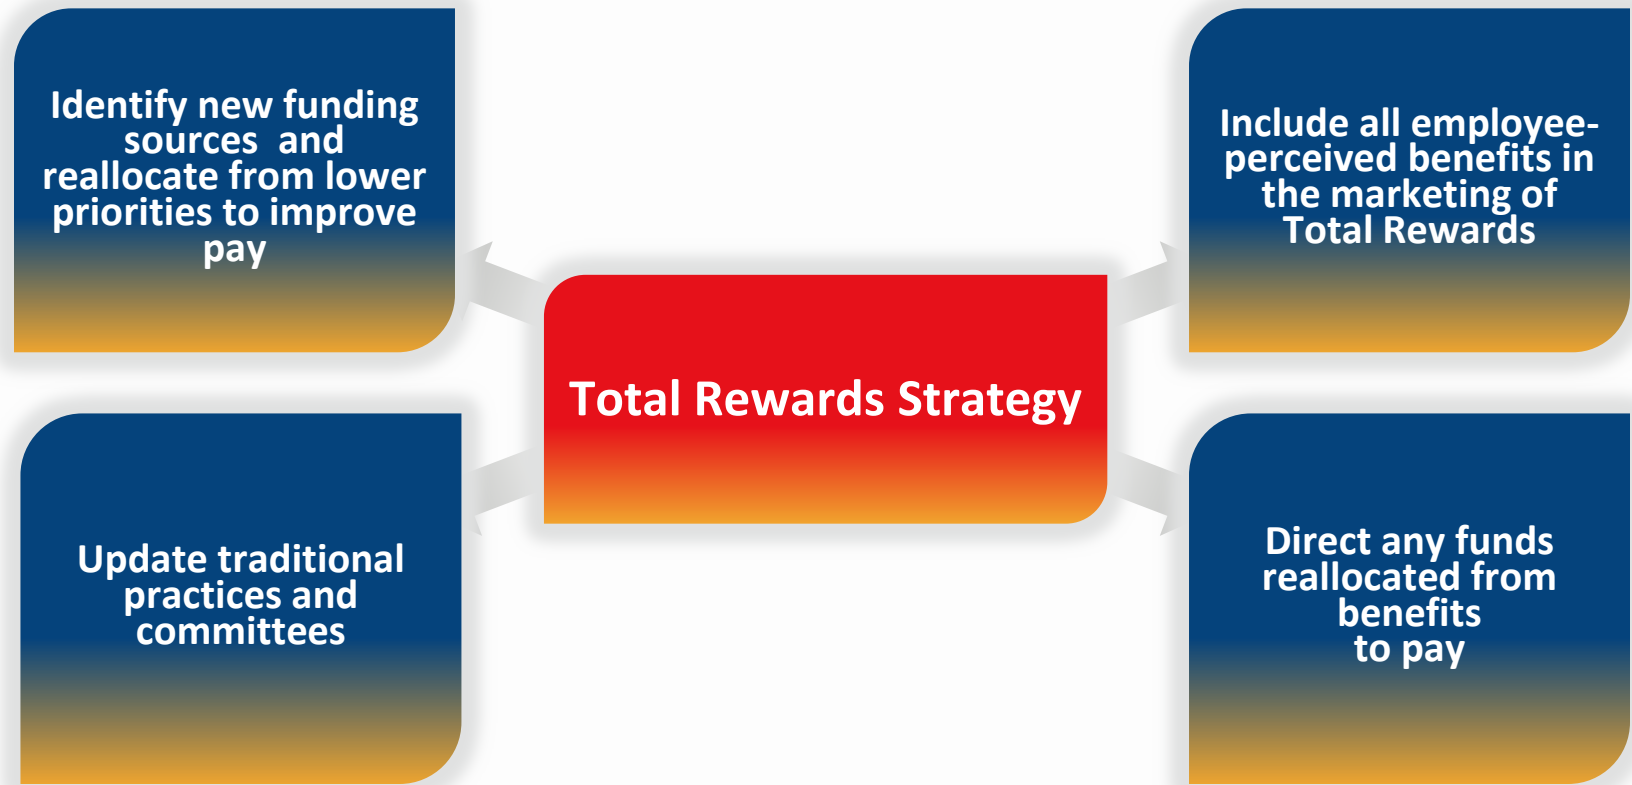 Identify new funding
sources  and
reallocate from lower
priorities to improve
pay
Include all employee-
perceived benefits in
the marketing of
Total Rewards
Total Rewards Strategy
Update traditional
practices and
committees
Direct any funds
reallocated from
benefits
to pay